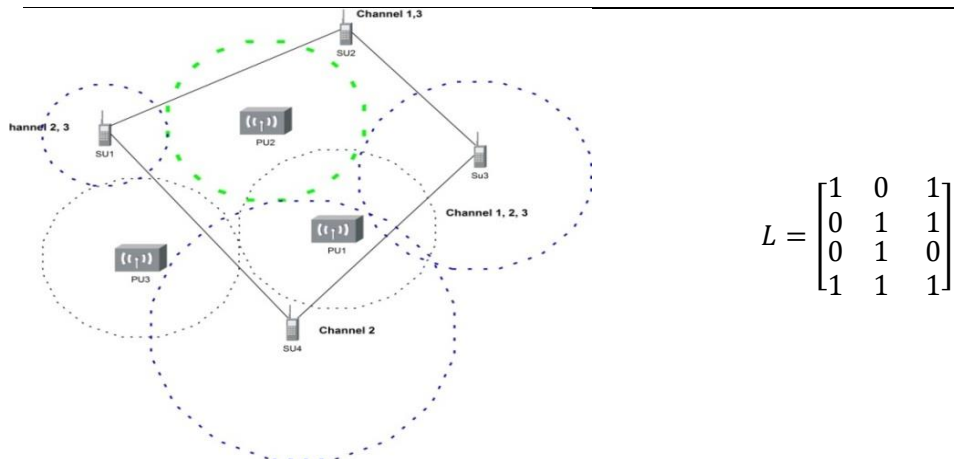 Channel 1,3
SU2
hannel 2, 3
SU1
PU2
Su3
Channel 1, 2, 3
PU1
PU3
Channel 2
SU4
L = [1 0 1
0 1 1
0 1 0
1 1 1]